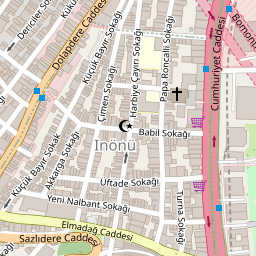 Denizciler Sokağı
Dolapdere Caddesi
Küçük Bayır Sokağı
Çimen Sokağı
Harbiye Çayırı Sokağı
Papa Roncalli Sokağı
Cumhuriyet Caddesi
Babil Sokağı
İnönü
Küçük Bayır Sokak
Akkarga Sokağı
Üftade Sokağı
Yeni Nalbant Sokağı
Elmadağ Caddesi
Sazlıdere Caddesi
Turna Sokağı